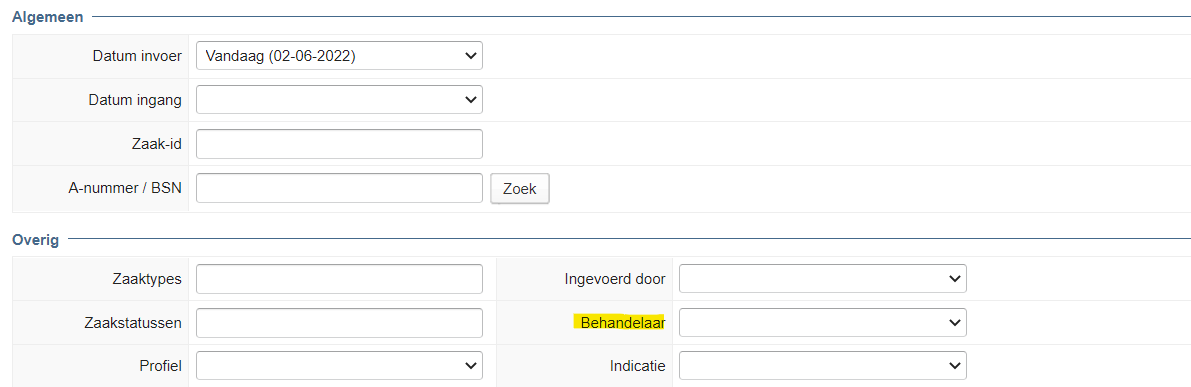 Algemeen
Datum invoer Vandaag (02-06-2022)
Datum ingang
Zaak-id
A-nummer / BSN Zoek
Overig
Zaaktypes Ingevoerd door
Zaakstatussen Behandelaar
Profiel Indicatie